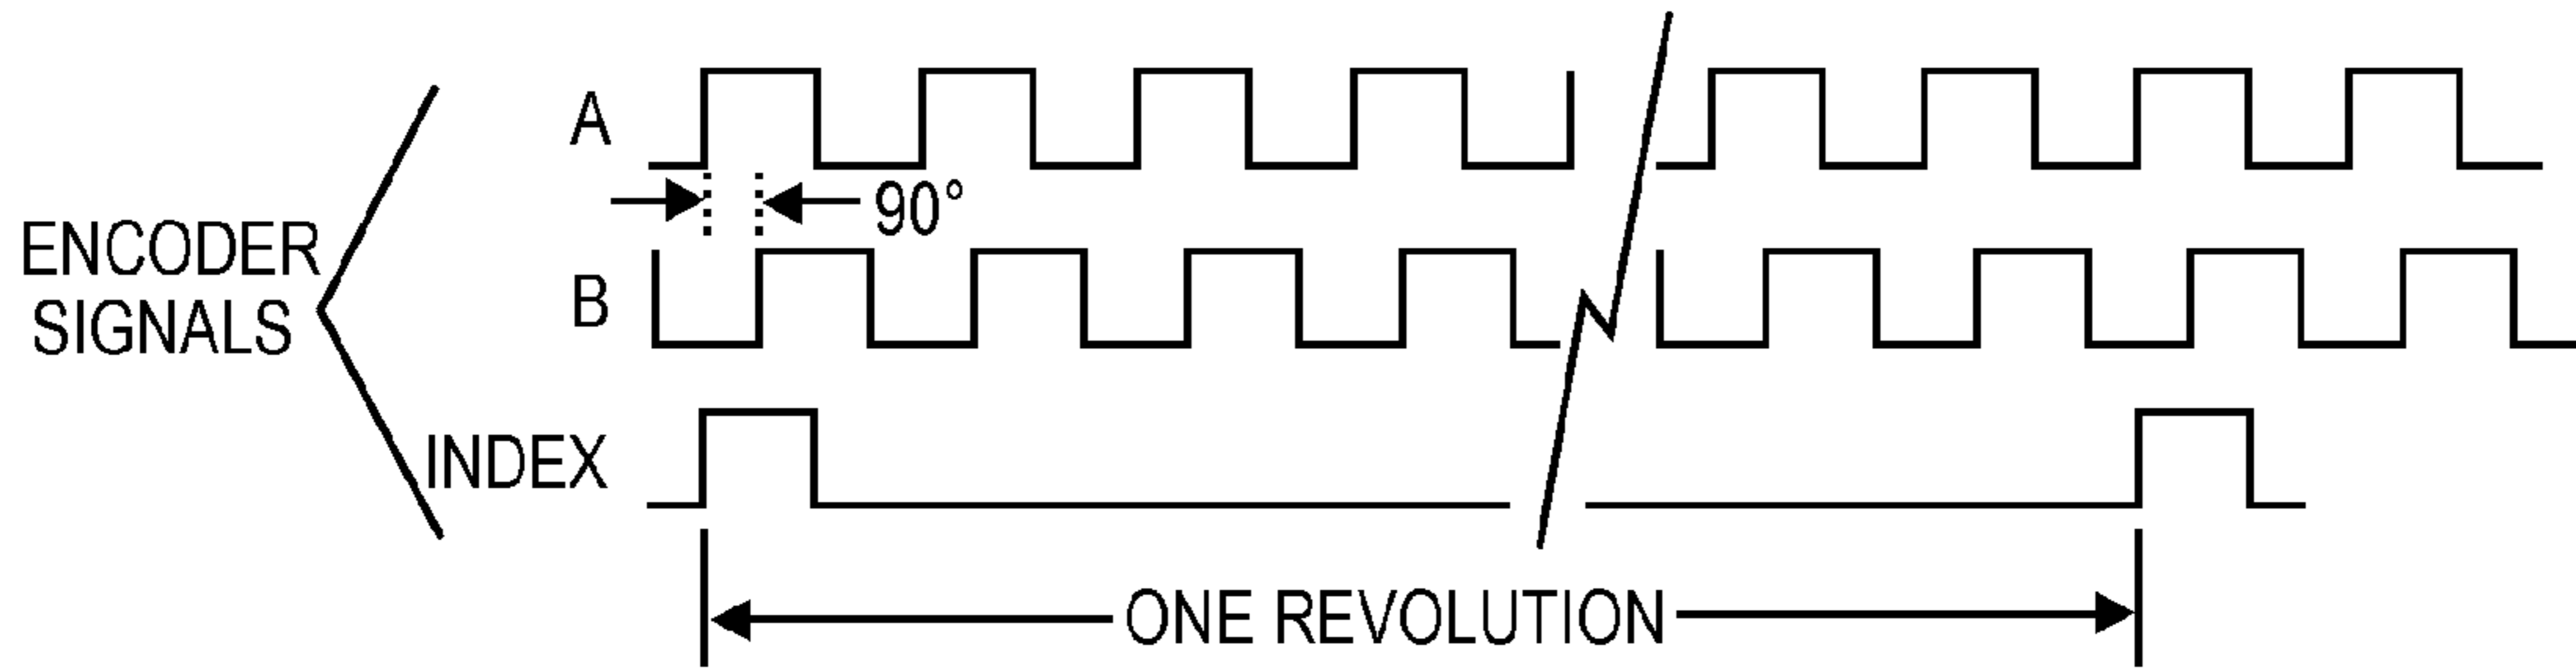 A
90°
ENCODER
SIGNALS
B
INDEX
ONE REVOLUTION